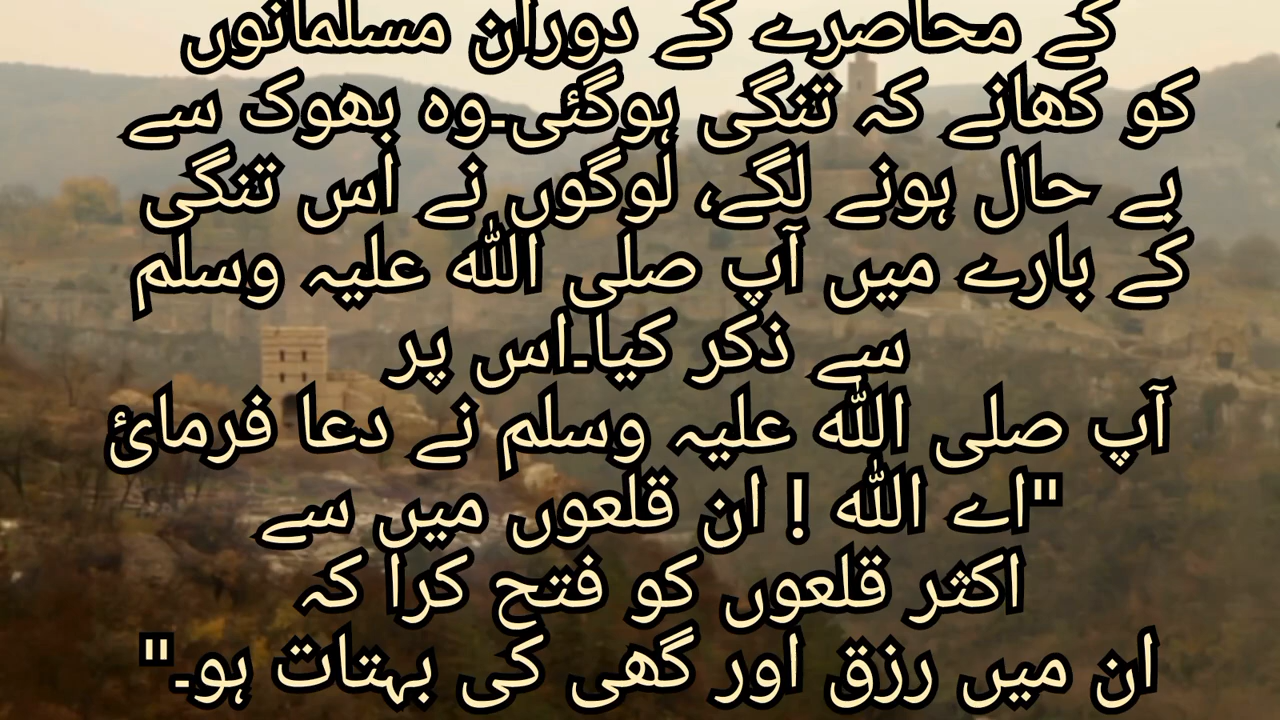 کے محاصرے کے دوران مسلمانوں
کو کھانے کہ تنگی ہوگئی۔وہ بھوک سے
بے حال ہونے لگے، لوگوں نے اس تنگی
کے بارے میں آپ صلی اللہ علیہ وسلم
سے ذکر کیا۔اس پر
آپ صلی اللہ علیہ وسلم نے دعا فرمائ
"اے اللہ ! ان قلعوں میں سے
اکثر قلعوں کو فتح کرا کہ
ان میں رزق اور گھی کی بہتات ہو۔"